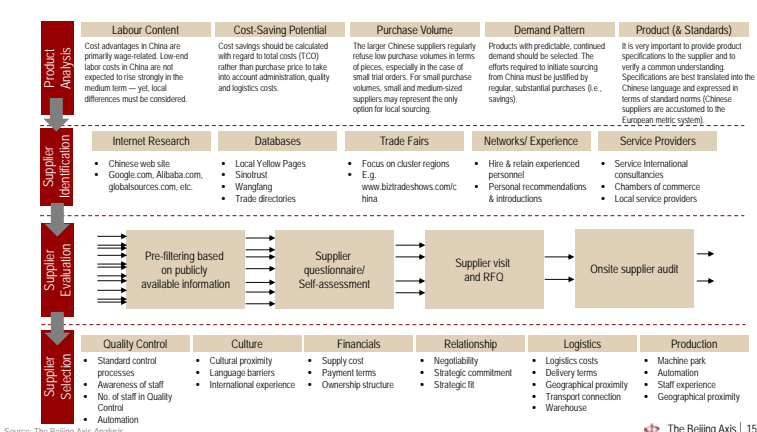 Product
Analysis
Labour Content
Cost advantages in China are
primarily wage-related. Low-end
labor costs in China are not
expected to rise strongly in the
medium term — yet, local
differences must be considered.
Cost-Saving Potential
Cost savings should be calculated
with regard to total costs (TCO)
rather than purchase price to take
into account administration, quality
and logistics costs.
Purchase Volume
The larger Chinese suppliers regularly
refuse low purchase volumes in terms
of pieces, especially in the case of
small trial orders. For small purchase
volumes, small and medium-sized
suppliers may represent the only
option for local sourcing.
Demand Pattern
Products with predictable, continued
demand should be selected. The
efforts required to initiate sourcing
from China must be justified by
regular, substantial purchases (i.e.,
savings).
Product (& Standards)
It is very important to provide product
specifications to the supplier and to
verify a common understanding.
Specifications are best translated into the
Chinese language and expressed in
terms of standard norms (Chinese
suppliers are accustomed to the
European metric system).
Supplier
Identification
Internet Research
• Chinese web site
• Google.com, Alibaba.com,
globalsources.com, etc.
Databases
• Local Yellow Pages
• Sinotrust
• Wangfang
• Trade directories
Trade Fairs
• Focus on cluster regions
• E.g.
www.biztradeshows.com/c
hina
Networks/ Experience
• Hire & retain experienced
personnel
• Personal recommendations
& introductions
Service Providers
• Service International
consultancies
• Chambers of commerce
• Local service providers
Supplier
Evaluation
Pre-filtering based
on publicly
available information
Supplier
questionnaire/
Self-assessment
Supplier visit
and RFQ
Onsite supplier audit
Supplier
Selection
Quality Control
• Standard control
processes
• Awareness of staff
• No. of staff in Quality
Control
• Automation
Culture
• Cultural proximity
• Language barriers
• International experience
Financials
• Supply cost
• Payment terms
• Ownership structure
Relationship
• Negotiability
• Strategic commitment
• Strategic fit
Logistics
• Logistics costs
• Delivery terms
• Geographical proximity
• Transport connection
• Warehouse
Production
• Machine park
• Automation
• Staff experience
• Geographical proximity
Source: The Beijing Axis Analysis
The Beijing Axis | 15